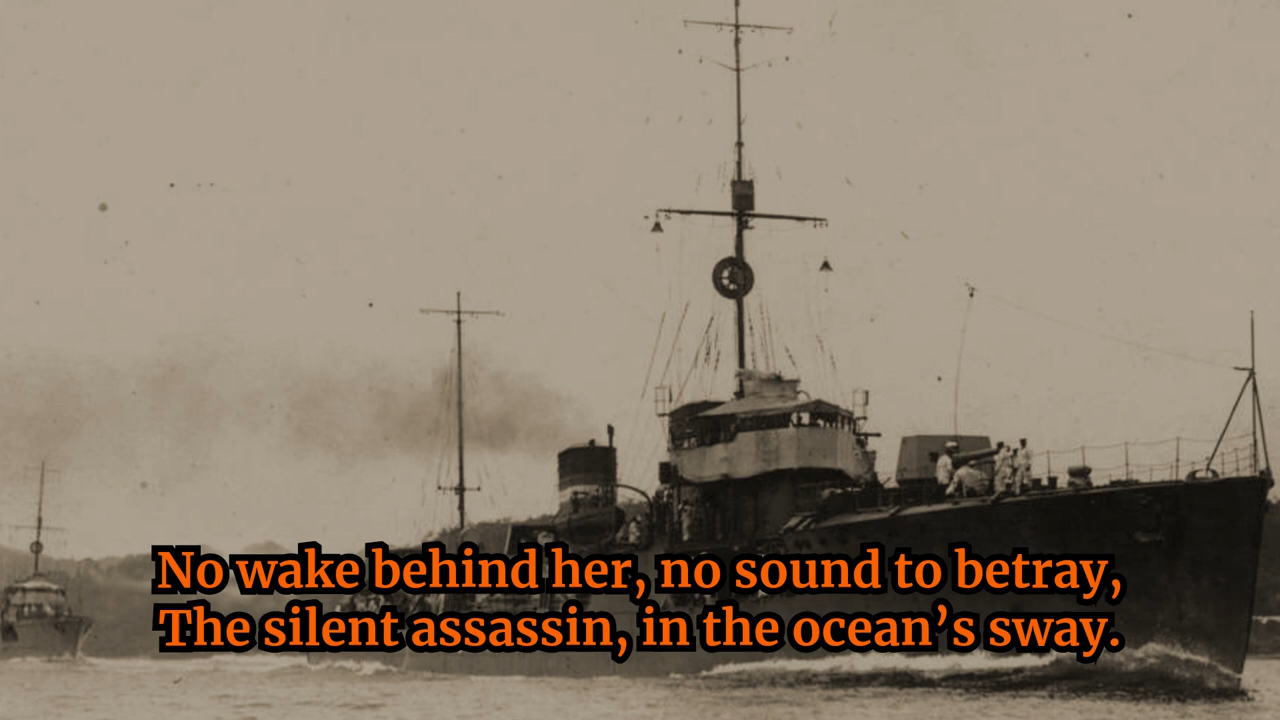 No wake behind her, no sound to betray,
The silent assassin, in the ocean’s sway.